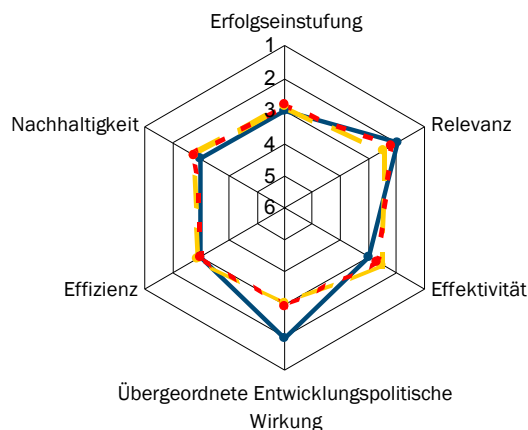 Erfolgseinstufung
1
2
3
4
5
6
Nachhaltigkeit
Relevanz
Effizienz
Effektivität
Übergeordnete Entwicklungspolitische
Wirkung